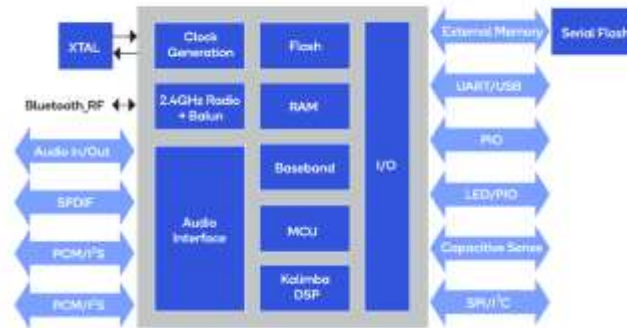 XTAL
Bluetooth_RF
Audio In/Out
SPDIF
PCM/I²S
PCM/I²S
Clock
Generation
2.4GHz Radio
+ Balun
Audio
Interface
Flash
RAM
Baseband
MCU
Kalimba
DSP
I/O
External Memory
UART/USB
PIO
LED/PIO
Capacitive Sense
SPI/I²C
Serial Flash